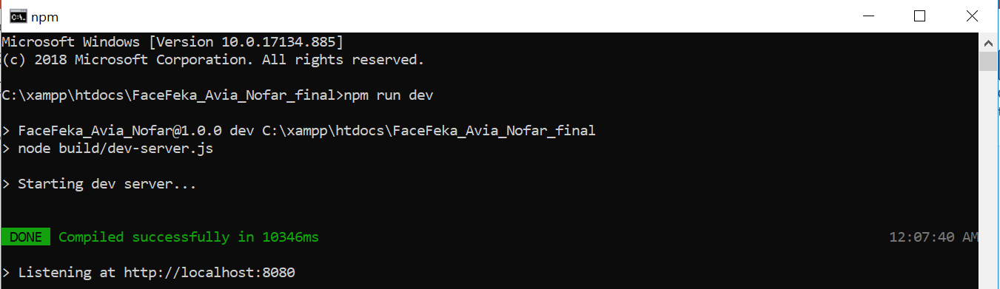 npm
Microsoft Windows [Version 10.0.17134.885]
(c) 2018 Microsoft Corporation. All rights reserved.
C:\xampp\htdocs\FaceFeka_Avia_Nofar_final>npm run dev
> FaceFeka_Avia_Nofar@1.0.0 dev C:\xampp\htdocs\FaceFeka_Avia_Nofar_final
> node build/dev-server.js
> Starting dev server...
DONE Compiled successfully in 10346ms 12:07:40 AM
> Listening at http://localhost:8080